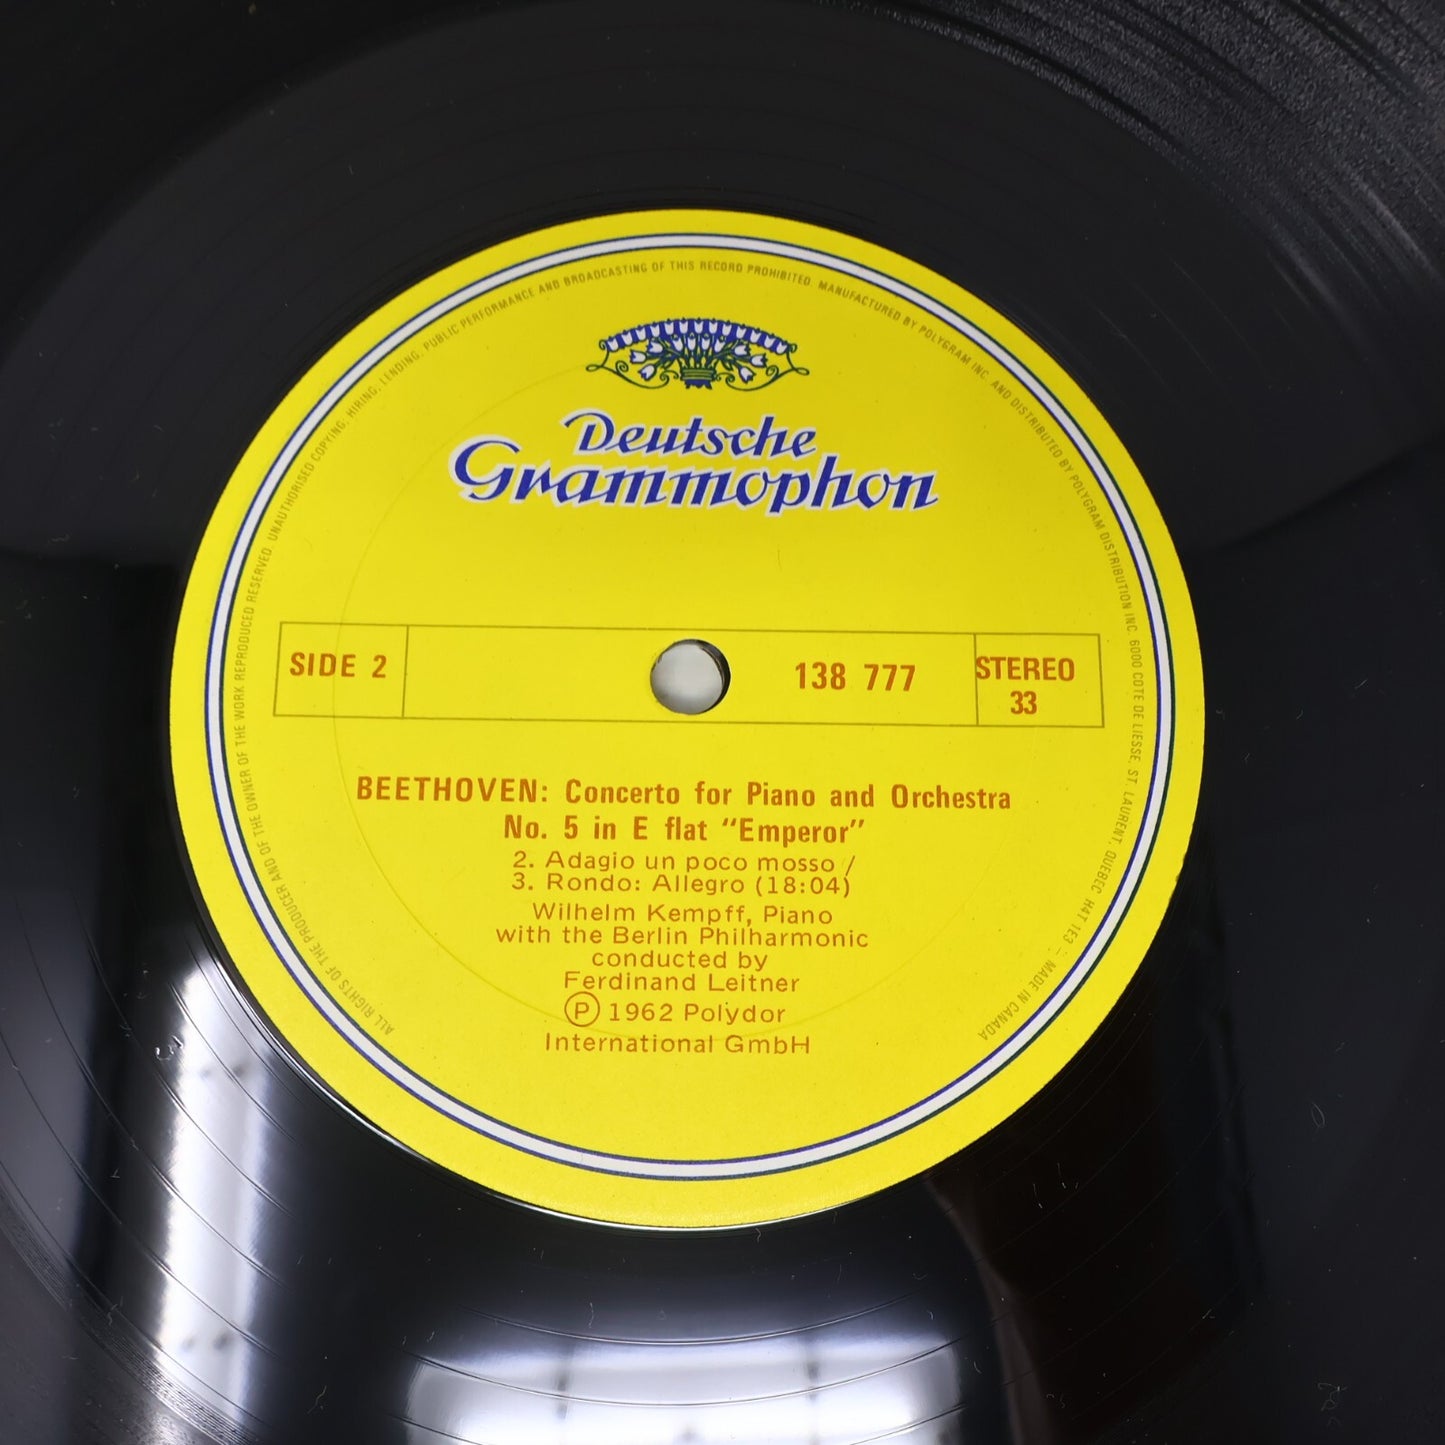 ALL RIGHTS OF THE PRODUCER AND OF THE OWNER OF THE WORK REPRODUCED RESERVED. UNAUTHORISED COPYING, HIRING, LENDING, PUBLIC PERFORMANCE AND BROADCASTING OF THIS RECORD PROHIBITED. MANUFACTURED BY POLYGRAM INC. AND DISTRIBUTED BY POLYGRAM DISTRIBUTION INC. 6000 COTE DE LIESSE, ST. LAURENT, QUEBEC H4T 1E3 – MADE IN CANADA
Deutsche
Grammophon
SIDE 2
138 777
STEREO
33
BEETHOVEN: Concerto for Piano and Orchestra
No. 5 in E flat “Emperor”
2. Adagio un poco mosso /
3. Rondo: Allegro (18:04)
Wilhelm Kempff, Piano
with the Berlin Philharmonic
conducted by
Ferdinand Leitner
Ⓟ 1962 Polydor
International GmbH